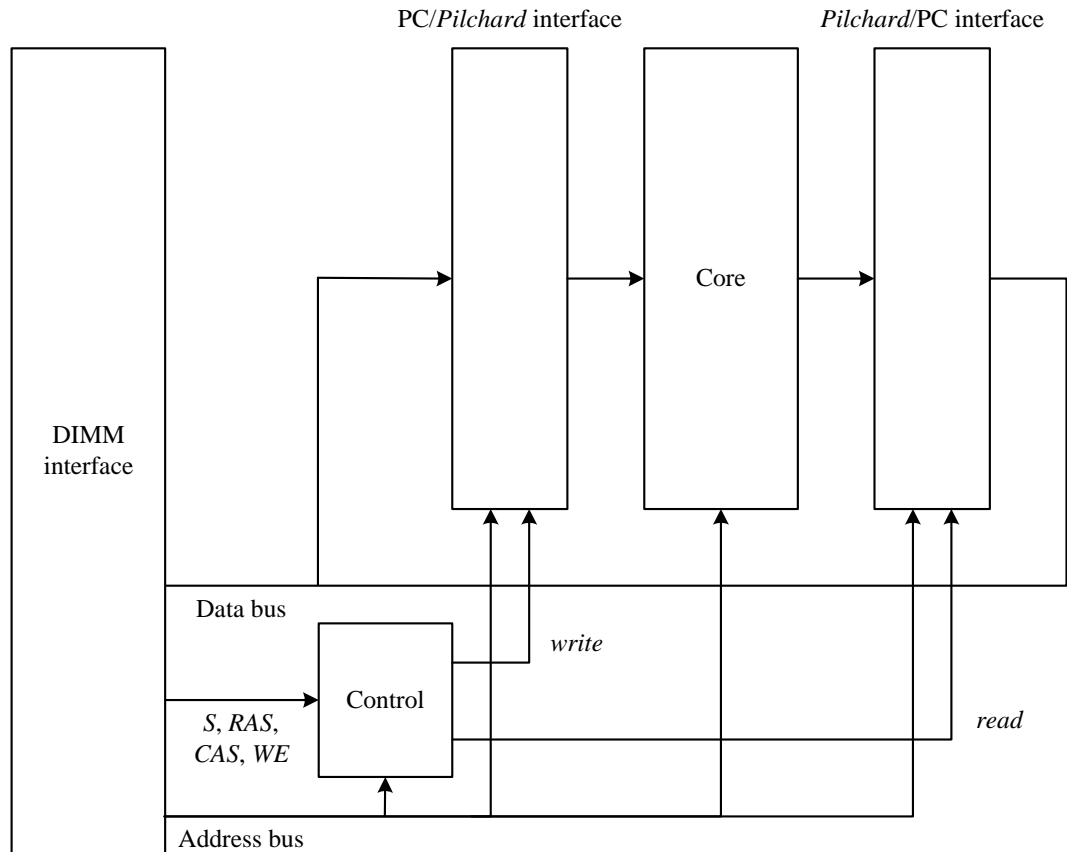 PC/Pilchard interface
Pilchard/PC interface
Core
DIMM
interface
Data bus
write
Control
S, RAS,
CAS, WE
read
Address bus